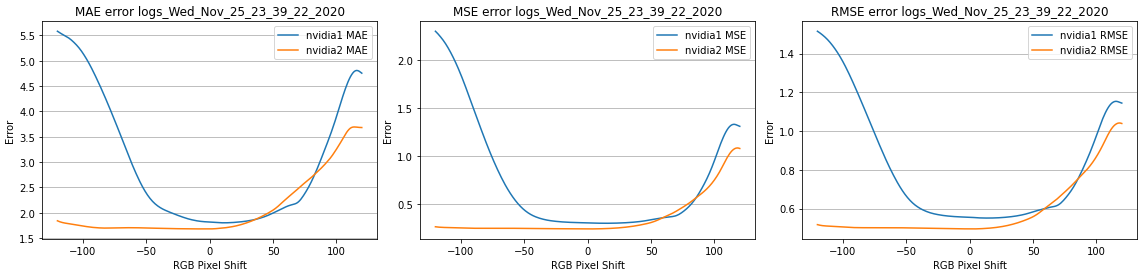 MAE error logs_Wed_Nov_25_23_39_22_2020
nvidia1 MAE
nvidia2 MAE
5.5
5.0
4.5
4.0
3.5
3.0
2.5
2.0
1.5
Error
−100
−50
0
50
100
RGB Pixel Shift
MSE error logs_Wed_Nov_25_23_39_22_2020
nvidia1 MSE
nvidia2 MSE
2.0
1.5
1.0
0.5
Error
−100
−50
0
50
100
RGB Pixel Shift
RMSE error logs_Wed_Nov_25_23_39_22_2020
nvidia1 RMSE
nvidia2 RMSE
1.4
1.2
1.0
0.8
0.6
Error
−100
−50
0
50
100
RGB Pixel Shift